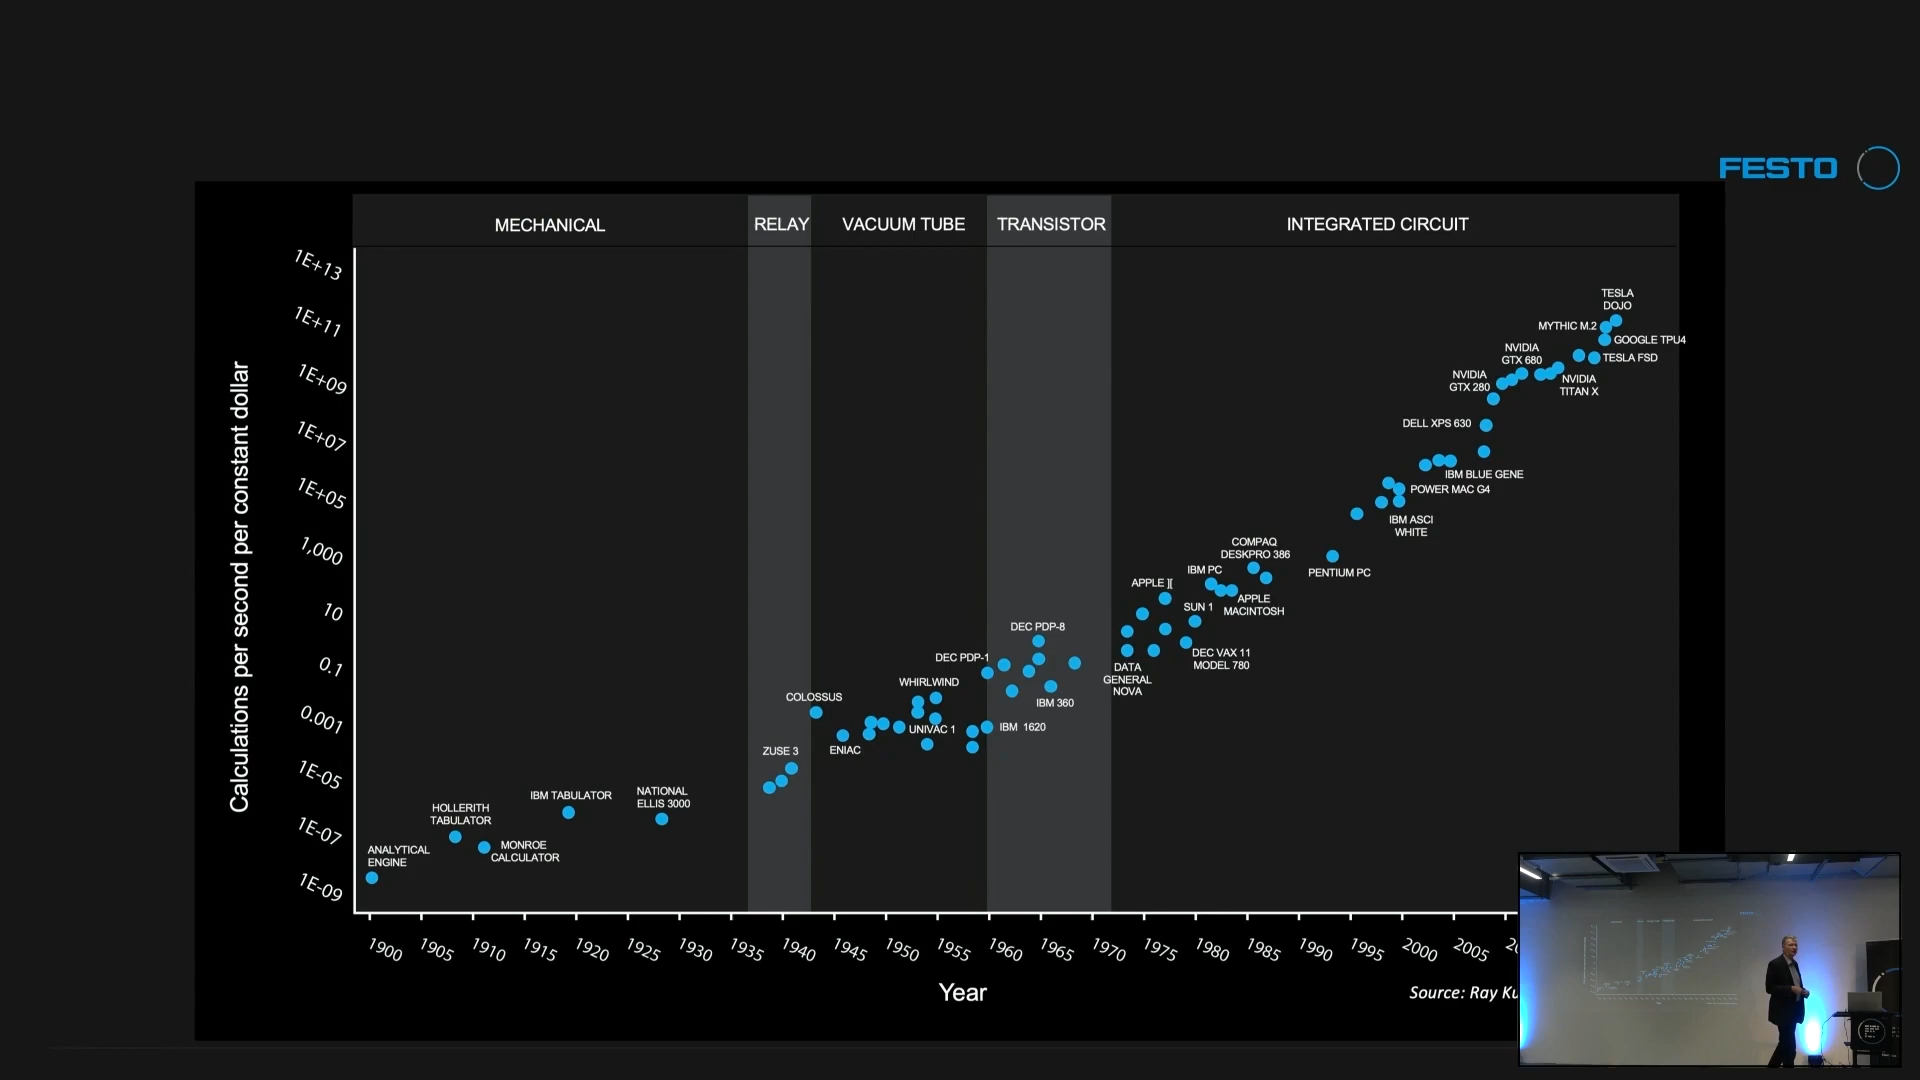 FESTO
MECHANICAL
RELAY
VACUUM TUBE
TRANSISTOR
INTEGRATED CIRCUIT
Calculations per second per constant dollar
1E+13
1E+11
1E+09
1E+07
1E+05
1,000
10
0.1
0.001
1E-05
1E-07
1E-09
ANALYTICAL
ENGINE
HOLLERITH
TABULATOR
MONROE
CALCULATOR
IBM TABULATOR
NATIONAL
ELLIS 3000
ZUSE 3
COLOSSUS
ENIAC
WHIRLWIND
UNIVAC 1
DEC PDP-1
IBM 1620
DEC PDP-8
IBM 360
DATA
GENERAL
NOVA
APPLE ][
DEC VAX 11
MODEL 780
SUN 1
IBM PC
COMPAQ
DESKPRO 386
APPLE
MACINTOSH
PENTIUM PC
IBM ASCI
WHITE
POWER MAC G4
IBM BLUE GENE
DELL XPS 630
NVIDIA
GTX 280
NVIDIA
GTX 680
NVIDIA
TITAN X
MYTHIC M.2
TESLA
DOJO
GOOGLE TPU4
TESLA FSD
1900
1905
1910
1915
1920
1925
1930
1935
1940
1945
1950
1955
1960
1965
1970
1975
1980
1985
1990
1995
2000
2005
Year
Source: Ray